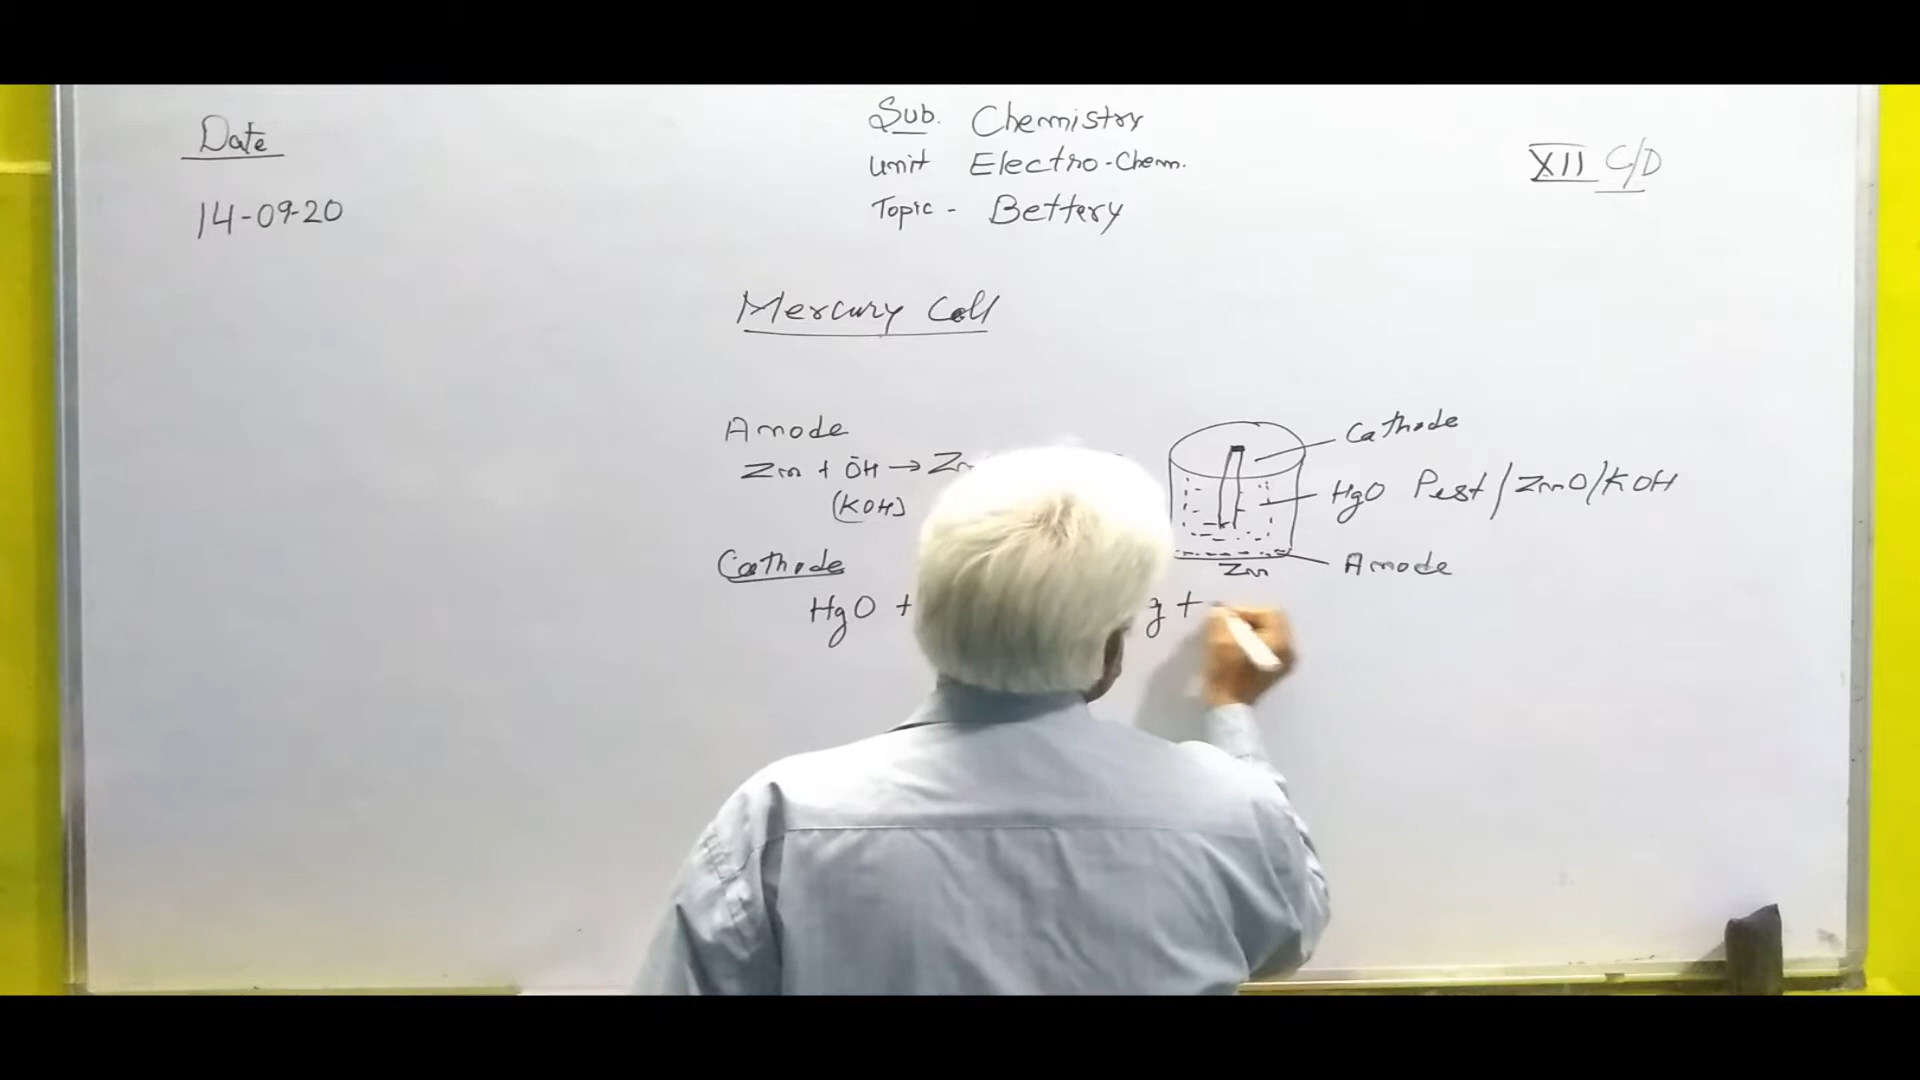 Date
14-09-20
Sub. Chemistry
Unit Electro-Chem.
Topic - Bettery
XII C/D
Mercury Cell
Anode
Zn + OH → Zn
(KOH)
Cathode
HgO +
g +
Cathode
HgO Pest/ZnO/KOH
Anode
Zn